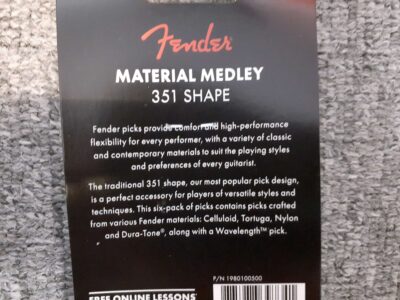 Fender
MATERIAL MEDLEY
351 SHAPE
Fender picks provide comfort and high-performance
flexibility for every performer, with a variety of classic
and contemporary materials to suit the playing styles
and preferences of every guitarist.
The traditional 351 shape, our most popular pick design,
is a perfect accessory for players of versatile styles and
techniques. This six-pack of picks contains picks crafted
from various Fender materials: Celluloid, Tortuga, Nylon
and Dura-Tone®, along with a Wavelength™ pick.
P/N 1980100500
FREE ONLINE LESSONS